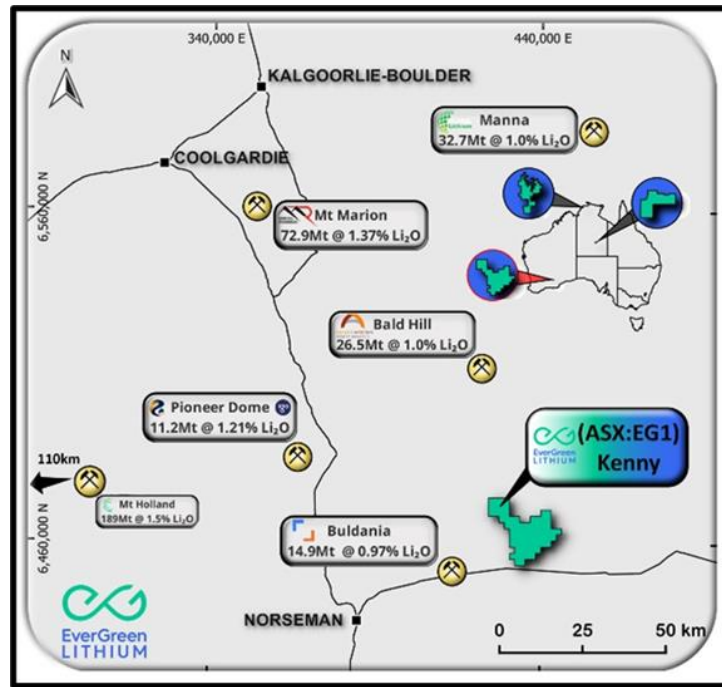 340,000 E
440,000 E
N
KALGOORLIE-BOULDER
Manna
32.7Mt @ 1.0% Li₂O
COOLGARDIE
6,560,000 N
Mt Marion
72.9Mt @ 1.37% Li₂O
Bald Hill
26.5Mt @ 1.0% Li₂O
Pioneer Dome
11.2Mt @ 1.21% Li₂O
EverGreen
LITHIUM
(ASX:EG1)
Kenny
110km
Mt Holland
189Mt @ 1.5% Li₂O
6,460,000 N
Buldania
14.9Mt @ 0.97% Li₂O
EverGreen
LITHIUM
NORSEMAN
0 25 50 km